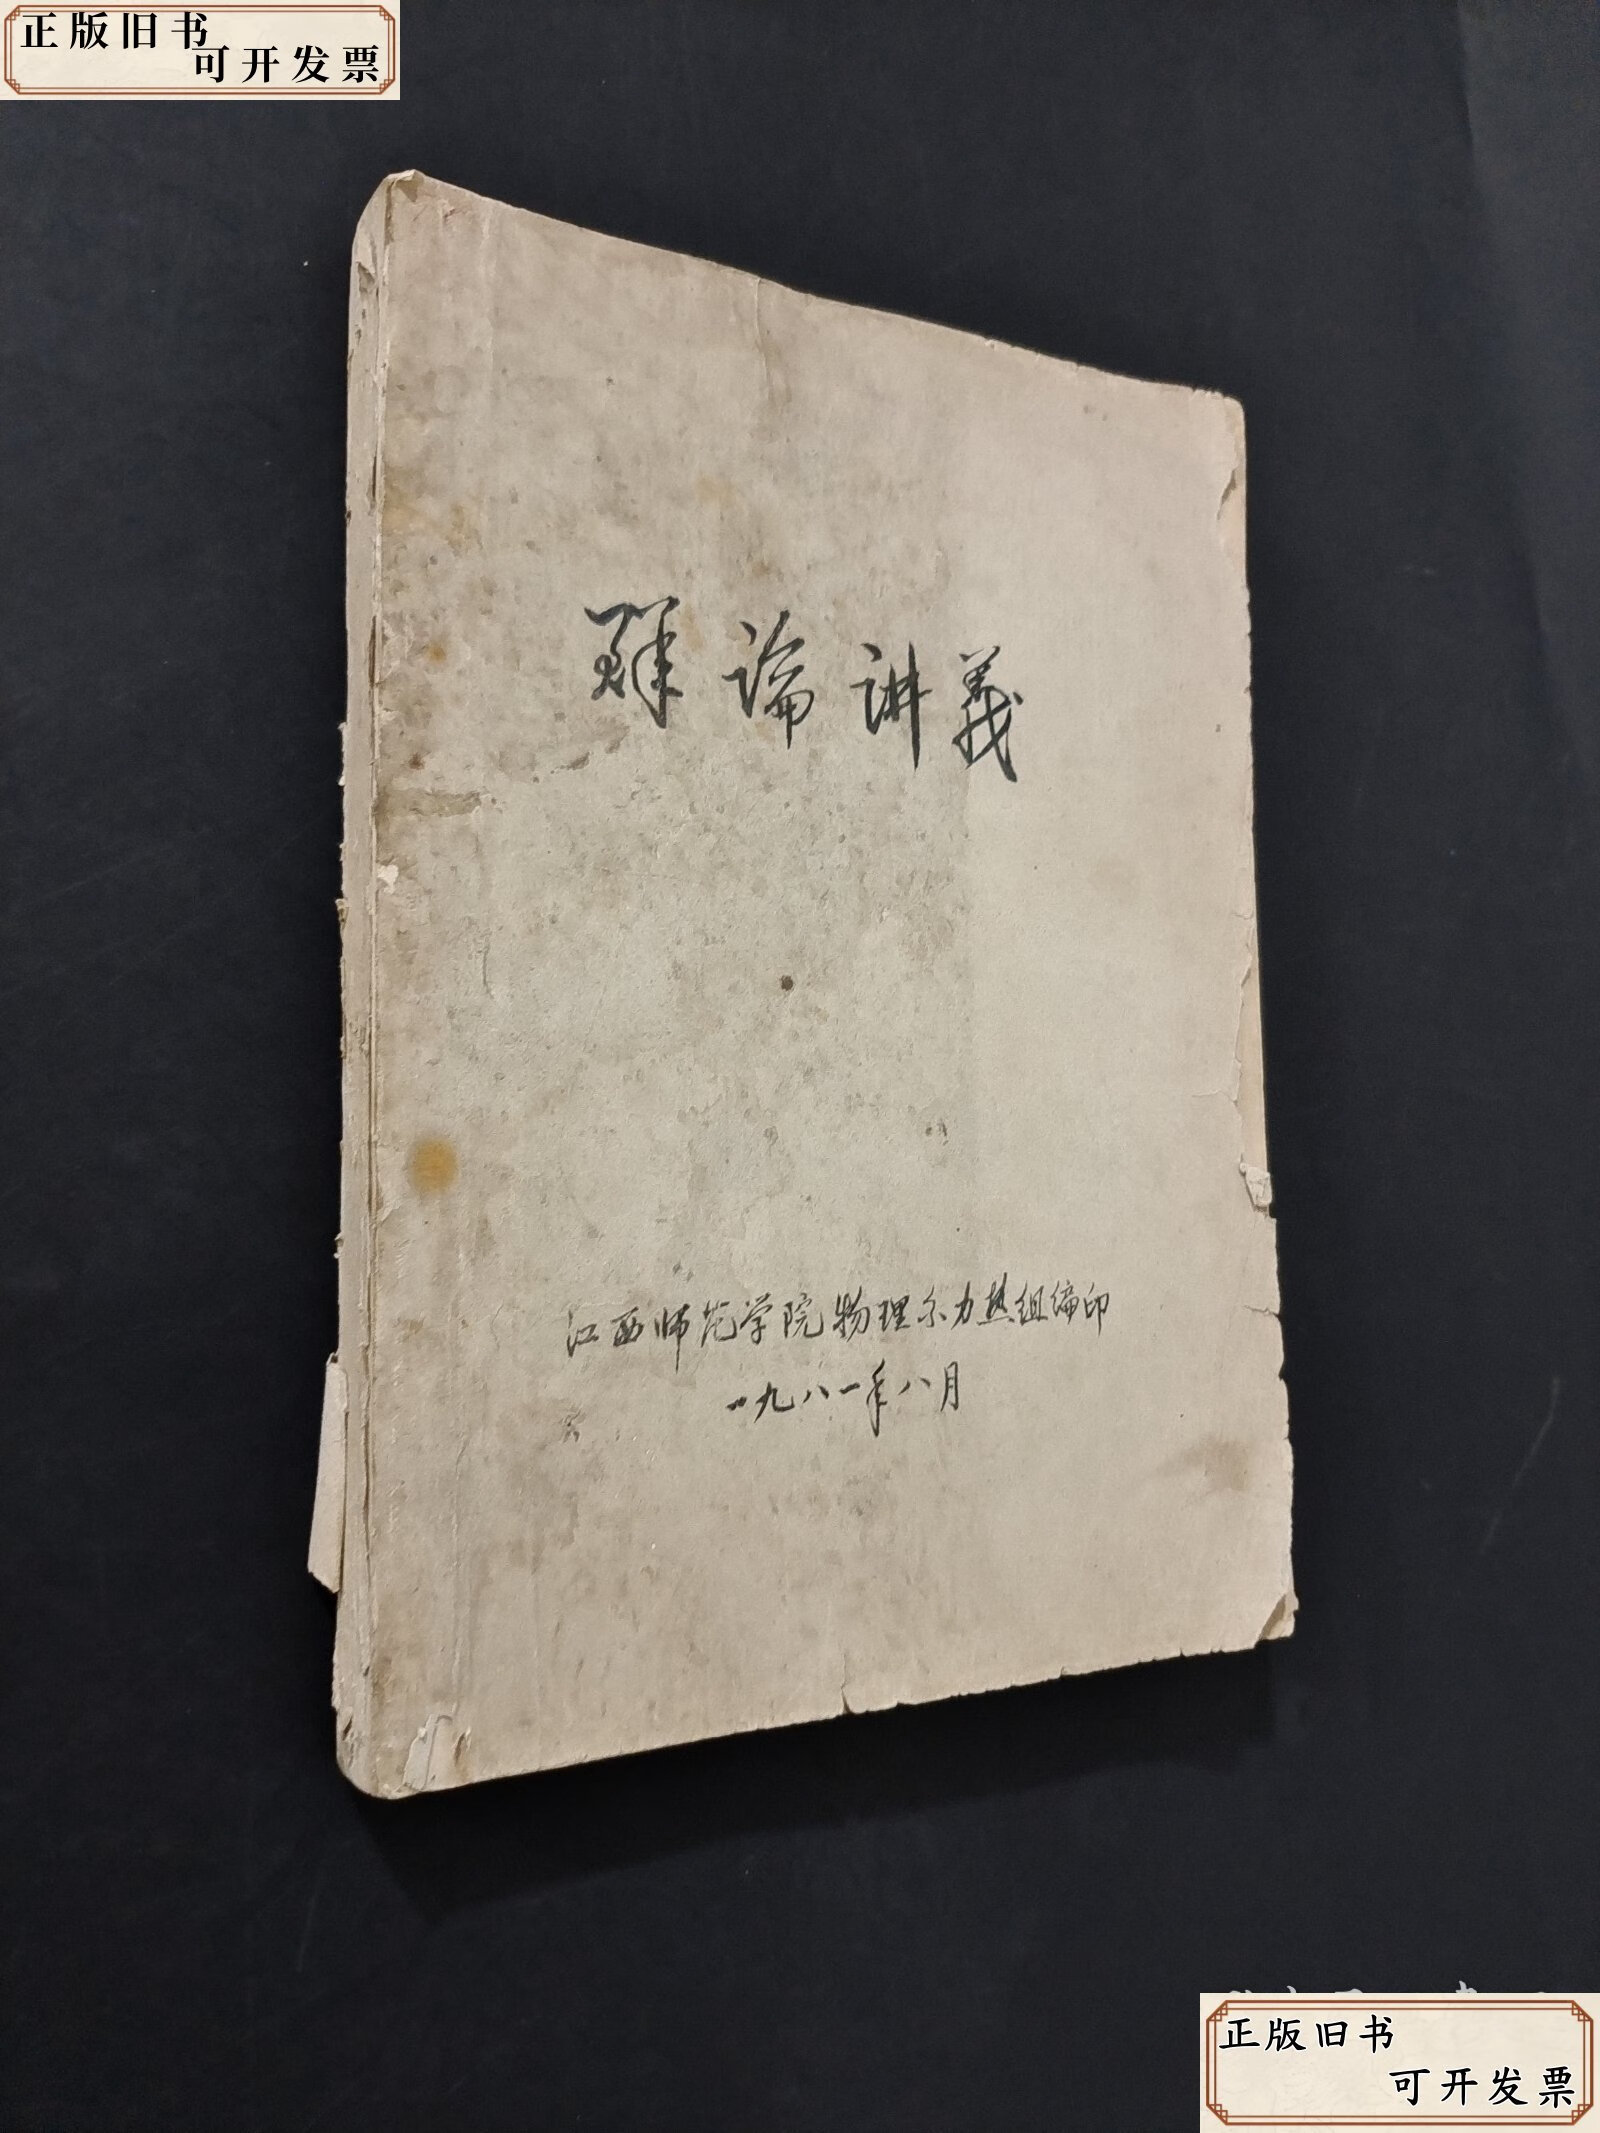 正版旧书
可开发票
群论讲義
江西师范学院物理系力热组编印
一九八一年八月
正版旧书
可开发票